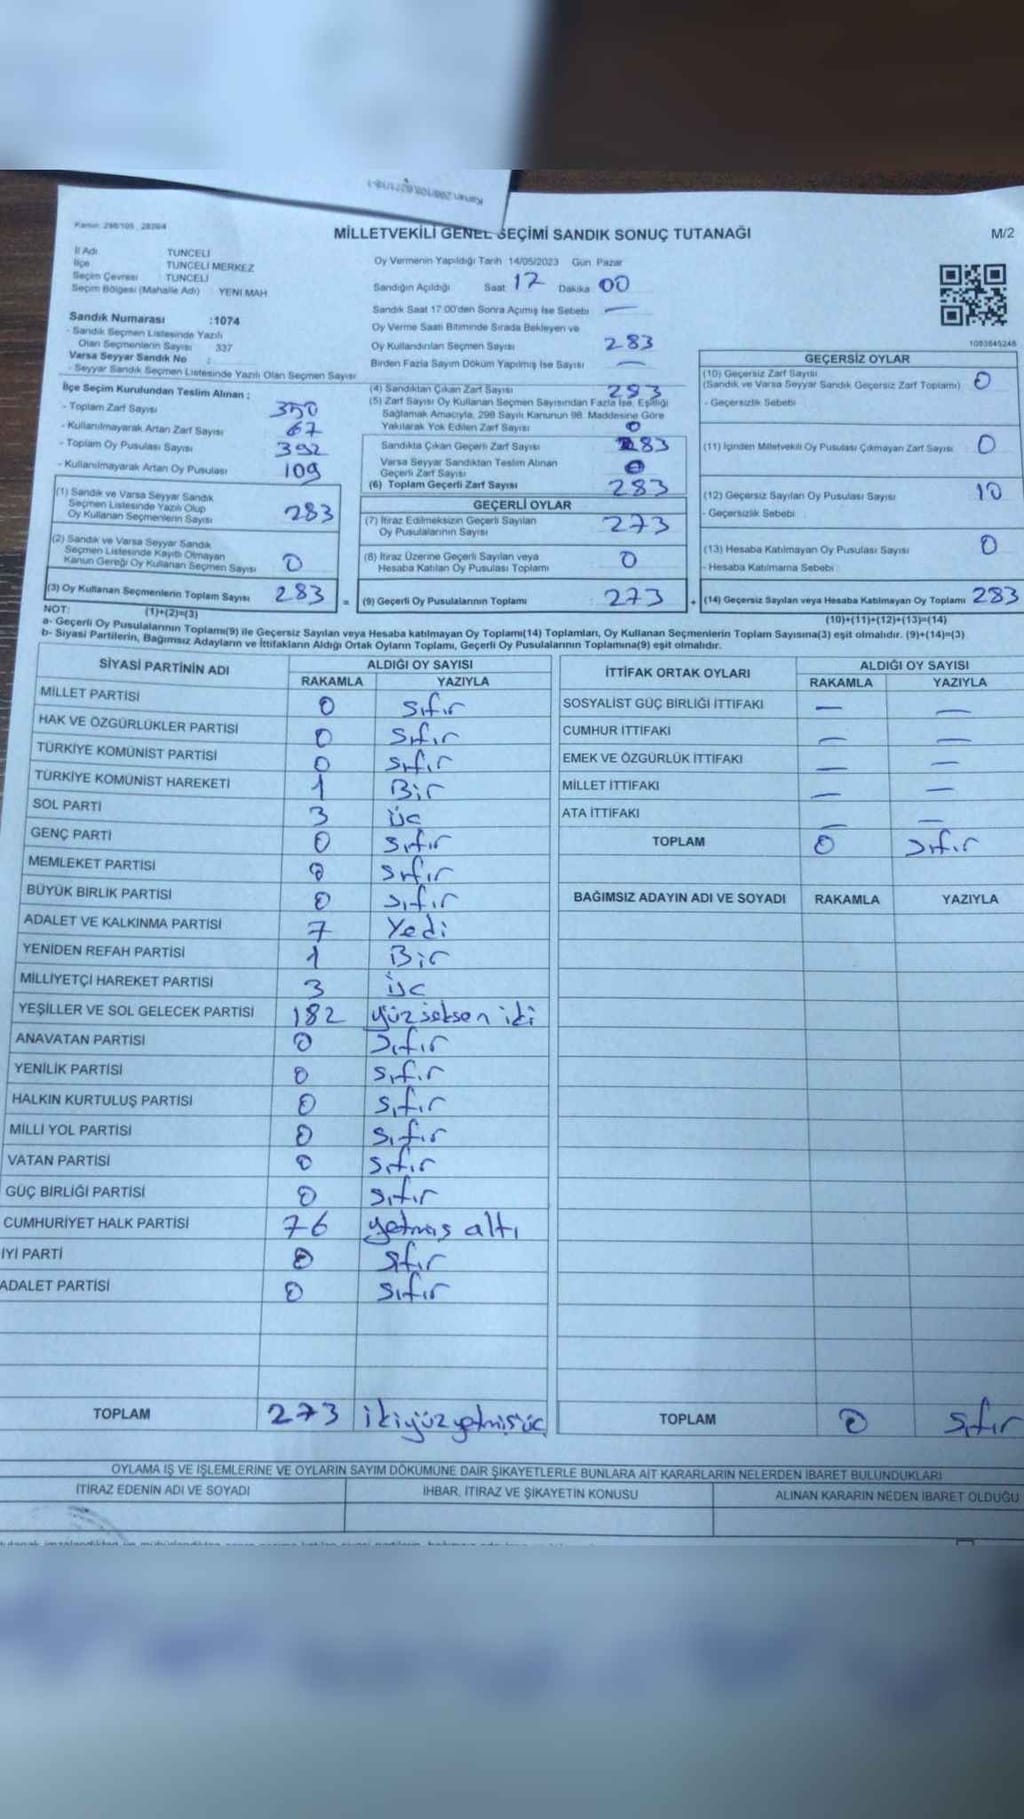 MİLLETVEKİLİ GENEL SEÇİMİ SANDIK SONUÇ TUTANAĞI
M/2
İl Adı TUNCELİ
İlçe TUNCELİ MERKEZ
Seçim Çevresi TUNCELİ
Seçim Bölgesi (Mahalle Adı) YENİ MAH
Sandık Numarası :1074
- Sandık Seçmen Listesinde Yazılı
Olan Seçmenlerin Sayısı : 337
Varsa Seyyar Sandık No :
- Seyyar Sandık Seçmen Listesinde Yazılı Olan Seçmen Sayısı
İlçe Seçim Kurulundan Teslim Alınan ;
- Toplam Zarf Sayısı 350
- Kullanılmayarak Artan Zarf Sayısı 67
- Toplam Oy Pusulası Sayısı 392
- Kullanılmayarak Artan Oy Pusulası 109
(1) Sandık ve Varsa Seyyar Sandık
Seçmen Listesinde Yazılı Olup
Oy Kullanan Seçmenlerin Sayısı 283
(2) Sandık ve Varsa Seyyar Sandık
Seçmen Listesinde Kayıtlı Olmayan
Kanun Gereği Oy Kullanan Seçmen Sayısı 0
(3) Oy Kullanan Seçmenlerin Toplam Sayısı 283 =
Oy Vermenin Yapıldığı Tarih 14/05/2023 Gün Pazar
Sandığın Açıldığı Saat 17 Dakika 00
Sandık Saat 17:00'den Sonra Açılmış İse Sebebi —
Oy Verme Saati Bitiminde Sırada Bekleyen ve
Oy Kullandırılan Seçmen Sayısı 283
Birden Fazla Sayım Döküm Yapılmış İse Sayısı —
(4) Sandıktan Çıkan Zarf Sayısı 283
(5) Zarf Sayısı Oy Kullanan Seçmen Sayısından Fazla İse, Eşitliği
Sağlamak Amacıyla, 298 Sayılı Kanunun 98. Maddesine Göre
Yakılarak Yok Edilen Zarf Sayısı 0
Sandıkta Çıkan Geçerli Zarf Sayısı 283
Varsa Seyyar Sandıktan Teslim Alınan
Geçerli Zarf Sayısı 0
(6) Toplam Geçerli Zarf Sayısı 283
GEÇERLİ OYLAR
(7) İtiraz Edilmeksizin Geçerli Sayılan
Oy Pusulalarının Sayısı 273
(8) İtiraz Üzerine Geçerli Sayılan veya
Hesaba Katılan Oy Pusulası Toplamı 0
(9) Geçerli Oy Pusulalarının Toplamı 273 +
1083645246
GEÇERSİZ OYLAR
(10) Geçersiz Zarf Sayısı
(Sandık ve Varsa Seyyar Sandık Geçersiz Zarf Toplamı) 0
- Geçersizlik Sebebi
(11) İçinden Milletvekili Oy Pusulası Çıkmayan Zarf Sayısı 0
(12) Geçersiz Sayılan Oy Pusulası Sayısı 10
- Geçersizlik Sebebi
(13) Hesaba Katılmayan Oy Pusulası Sayısı 0
- Hesaba Katılmama Sebebi
(14) Geçersiz Sayılan veya Hesaba Katılmayan Oy Toplamı 283
NOT: (1)+(2)=(3) (10)+(11)+(12)+(13)=(14)
a- Geçerli Oy Pusulalarının Toplamı(9) ile Geçersiz Sayılan veya Hesaba katılmayan Oy Toplamı(14) Toplamları, Oy Kullanan Seçmenlerin Toplam Sayısına(3) eşit olmalıdır. (9)+(14)=(3)
b- Siyasi Partilerin, Bağımsız Adayların ve İttifakların Aldığı Ortak Oyların Toplamı, Geçerli Oy Pusulalarının Toplamına(9) eşit olmalıdır.
SİYASİ PARTİNİN ADI ALDIĞI OY SAYISI
RAKAMLA YAZIYLA
MİLLET PARTİSİ 0 sıfır
HAK VE ÖZGÜRLÜKLER PARTİSİ 0 sıfır
TÜRKİYE KOMÜNİST PARTİSİ 0 sıfır
TÜRKİYE KOMÜNİST HAREKETİ 1 Bir
SOL PARTİ 3 üç
GENÇ PARTİ 0 sıfır
MEMLEKET PARTİSİ 0 sıfır
BÜYÜK BİRLİK PARTİSİ 0 sıfır
ADALET VE KALKINMA PARTİSİ 7 Yedi
YENİDEN REFAH PARTİSİ 1 Bir
MİLLİYETÇİ HAREKET PARTİSİ 3 üç
YEŞİLLER VE SOL GELECEK PARTİSİ 182 yüzseksen iki
ANAVATAN PARTİSİ 0 sıfır
YENİLİK PARTİSİ 0 sıfır
HALKIN KURTULUŞ PARTİSİ 0 sıfır
MİLLİ YOL PARTİSİ 0 sıfır
VATAN PARTİSİ 0 sıfır
GÜÇ BİRLİĞİ PARTİSİ 0 sıfır
CUMHURİYET HALK PARTİSİ 76 yetmiş altı
İYİ PARTİ 0 sıfır
ADALET PARTİSİ 0 sıfır
TOPLAM 273 ikiyüzyetmişüç
İTTİFAK ORTAK OYLARI ALDIĞI OY SAYISI
RAKAMLA YAZIYLA
SOSYALİST GÜÇ BİRLİĞİ İTTİFAKI — —
CUMHUR İTTİFAKI — —
EMEK VE ÖZGÜRLÜK İTTİFAKI — —
MİLLET İTTİFAKI — —
ATA İTTİFAKI — —
TOPLAM 0 sıfır
BAĞIMSIZ ADAYIN ADI VE SOYADI RAKAMLA YAZIYLA
TOPLAM 0 sıfır
OYLAMA İŞ VE İŞLEMLERİNE VE OYLARIN SAYIM DÖKÜMÜNE DAİR ŞİKAYETLERLE BUNLARA AİT KARARLARIN NELERDEN İBARET BULUNDUKLARI
İTİRAZ EDENİN ADI VE SOYADI İHBAR, İTİRAZ VE ŞİKAYETİN KONUSU ALINAN KARARIN NEDEN İBARET OLDUĞU